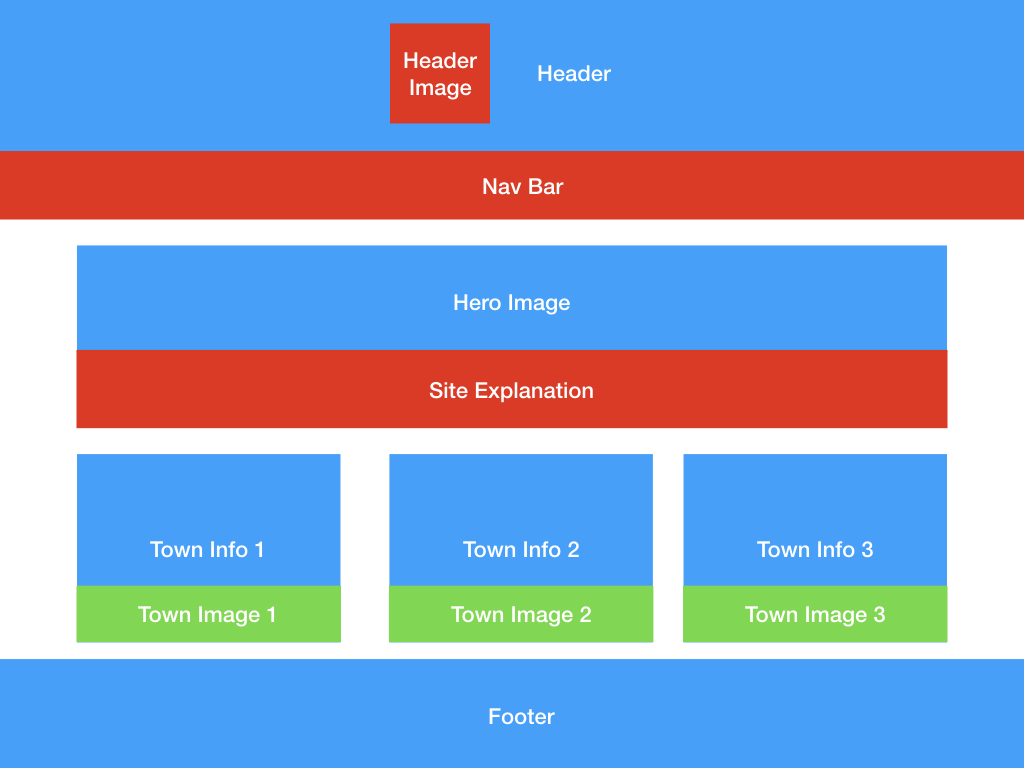 Header
Image
Header
Nav Bar
Hero Image
Site Explanation
Town Info 1
Town Info 2
Town Info 3
Town Image 1
Town Image 2
Town Image 3
Footer